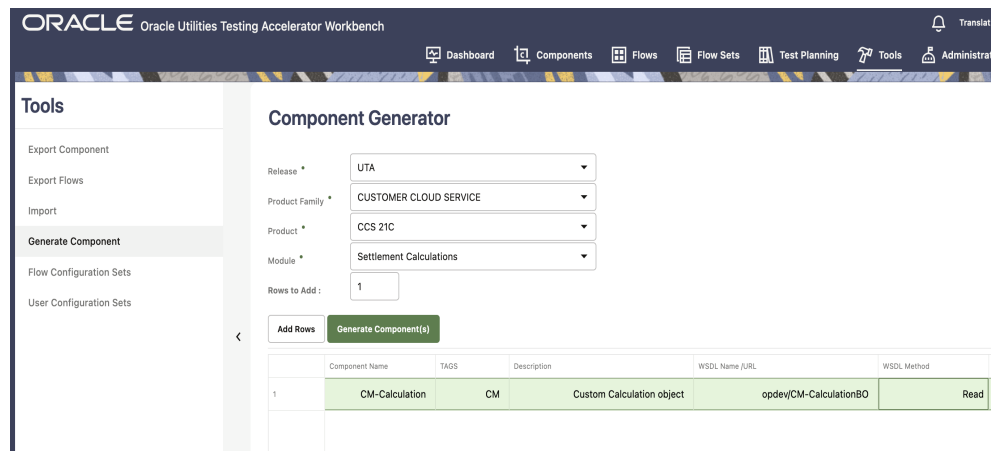 ORACLE Oracle Utilities Testing Accelerator Workbench
Translat
Dashboard Components Flows Flow Sets Test Planning Tools Administrat
Tools
Export Component
Export Flows
Import
Generate Component
Flow Configuration Sets
User Configuration Sets
Component Generator
Release * UTA
Product Family * CUSTOMER CLOUD SERVICE
Product * CCS 21C
Module * Settlement Calculations
Rows to Add : 1
Add Rows Generate Component(s)
Component Name TAGS Description WSDL Name /URL WSDL Method
1 CM-Calculation CM Custom Calculation object opdev/CM-CalculationBO Read